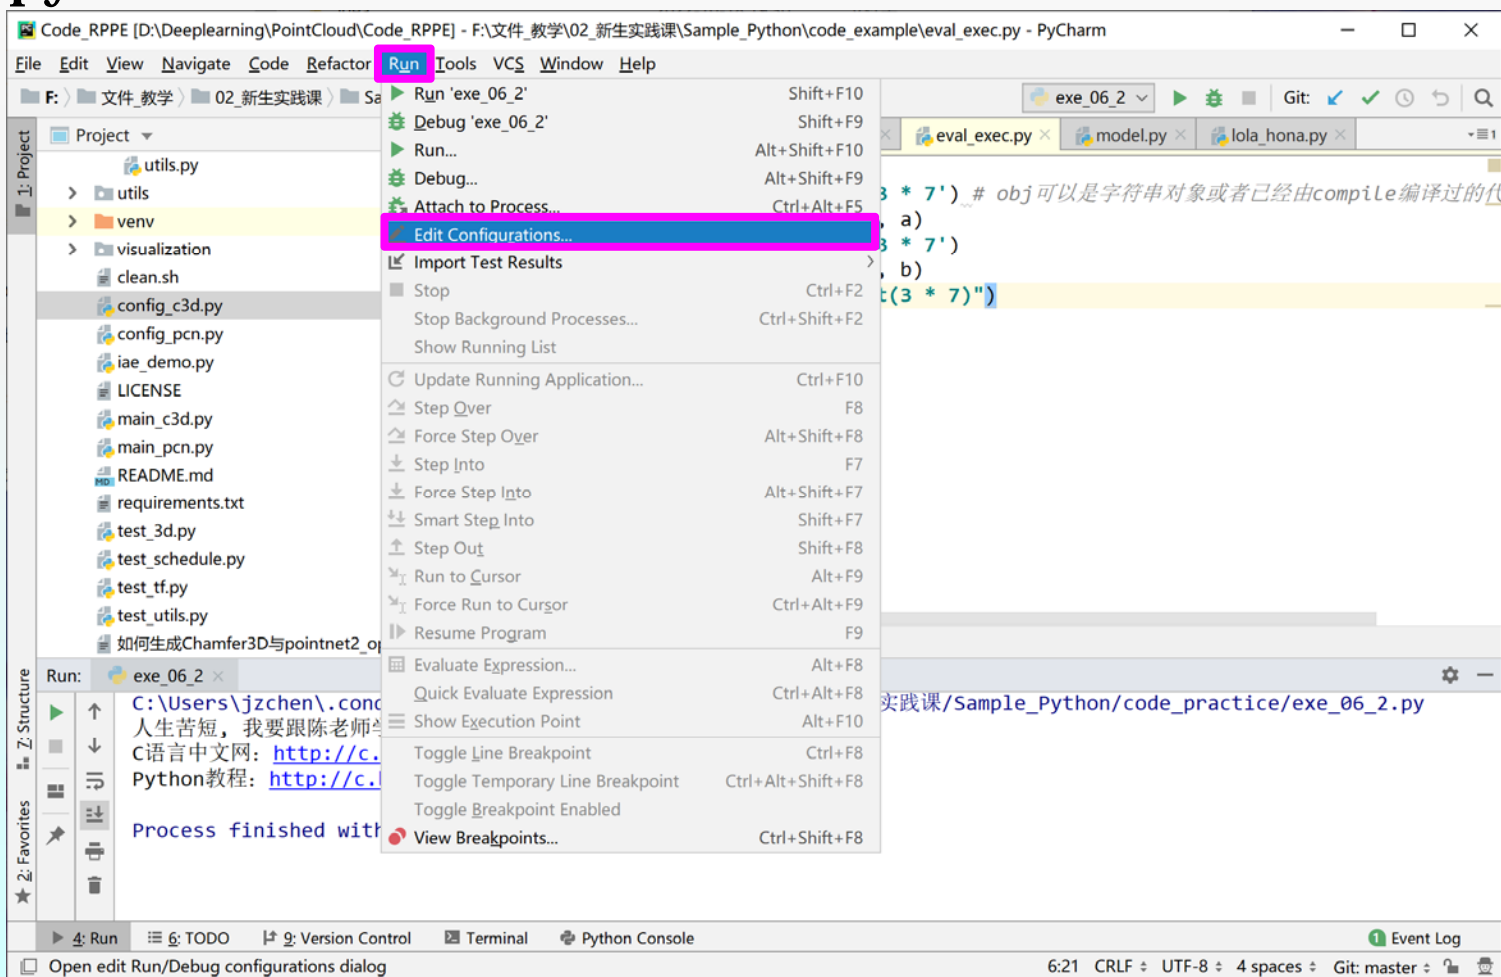 Code_RPPE [D:\Deeplearning\PointCloud\Code_RPPE] - F:\文件_教学\02_新生实践课\Sample_Python\code_example\eval_exec.py - PyCharm
File Edit View Navigate Code Refactor Run Tools VCS Window Help
F: 文件_教学 02_新生实践课 Sa
exe_06_2 Git:
1: Project
Project
eval_exec.py model.py lola_hona.py
utils.py
utils
venv
visualization
clean.sh
config_c3d.py
config_pcn.py
iae_demo.py
LICENSE
main_c3d.py
main_pcn.py
README.md
requirements.txt
test_3d.py
test_schedule.py
test_tf.py
test_utils.py
如何生成Chamfer3D与pointnet2_op
Run 'exe_06_2' Shift+F10
Debug 'exe_06_2' Shift+F9
Run... Alt+Shift+F10
Debug... Alt+Shift+F9
Attach to Process... Ctrl+Alt+F5
Edit Configurations...
Import Test Results
Stop Ctrl+F2
Stop Background Processes... Ctrl+Shift+F2
Show Running List
Update Running Application... Ctrl+F10
Step Over F8
Force Step Over Alt+Shift+F8
Step Into F7
Force Step Into Alt+Shift+F7
Smart Step Into Shift+F7
Step Out Shift+F8
Run to Cursor Alt+F9
Force Run to Cursor Ctrl+Alt+F9
Resume Program F9
Evaluate Expression... Alt+F8
Quick Evaluate Expression Ctrl+Alt+F8
Show Execution Point Alt+F10
Toggle Line Breakpoint Ctrl+F8
Toggle Temporary Line Breakpoint Ctrl+Alt+Shift+F8
Toggle Breakpoint Enabled
View Breakpoints... Ctrl+Shift+F8
3 * 7') # obj可以是字符串对象或者已经由compile编译过的代
, a)
3 * 7')
, b)
t(3 * 7)")
Z: Structure
2: Favorites
Run: exe_06_2
C:\Users\jzchen\.cond 实践课/Sample_Python/code_practice/exe_06_2.py
人生苦短, 我要跟陈老师学
C语言中文网: http://c.
Python教程: http://c.
Process finished with
4: Run 6: TODO 9: Version Control Terminal Python Console 1 Event Log
Open edit Run/Debug configurations dialog 6:21 CRLF UTF-8 4 spaces Git: master